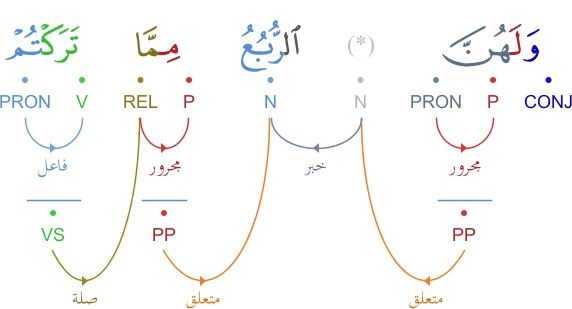 وَلَهُنَّ (*) ٱلرُّبُعُ مِمَّا تَرَكْتُمْ
CONJ P PRON N N P REL V PRON
مجرور خبر مجرور فاعل
PP PP VS
متعلق متعلق صلة